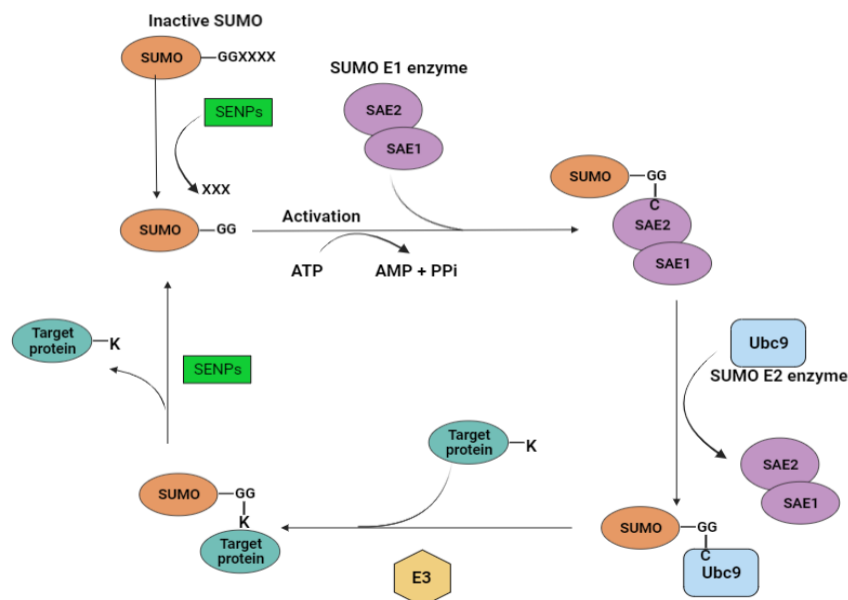 Inactive SUMO
SUMO
GGXXXX
SENPs
XXX
SUMO
GG
SUMO E1 enzyme
SAE2
SAE1
Activation
ATP
AMP + PPi
SUMO
GG
C
SAE2
SAE1
Ubc9
SUMO E2 enzyme
SAE2
SAE1
SUMO
GG
C
Ubc9
Target
protein
K
E3
SUMO
GG
K
Target
protein
SENPs
Target
protein
K